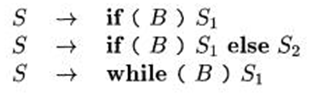 S → if ( B ) S₁
S → if ( B ) S₁ else S₂
S → while ( B ) S₁